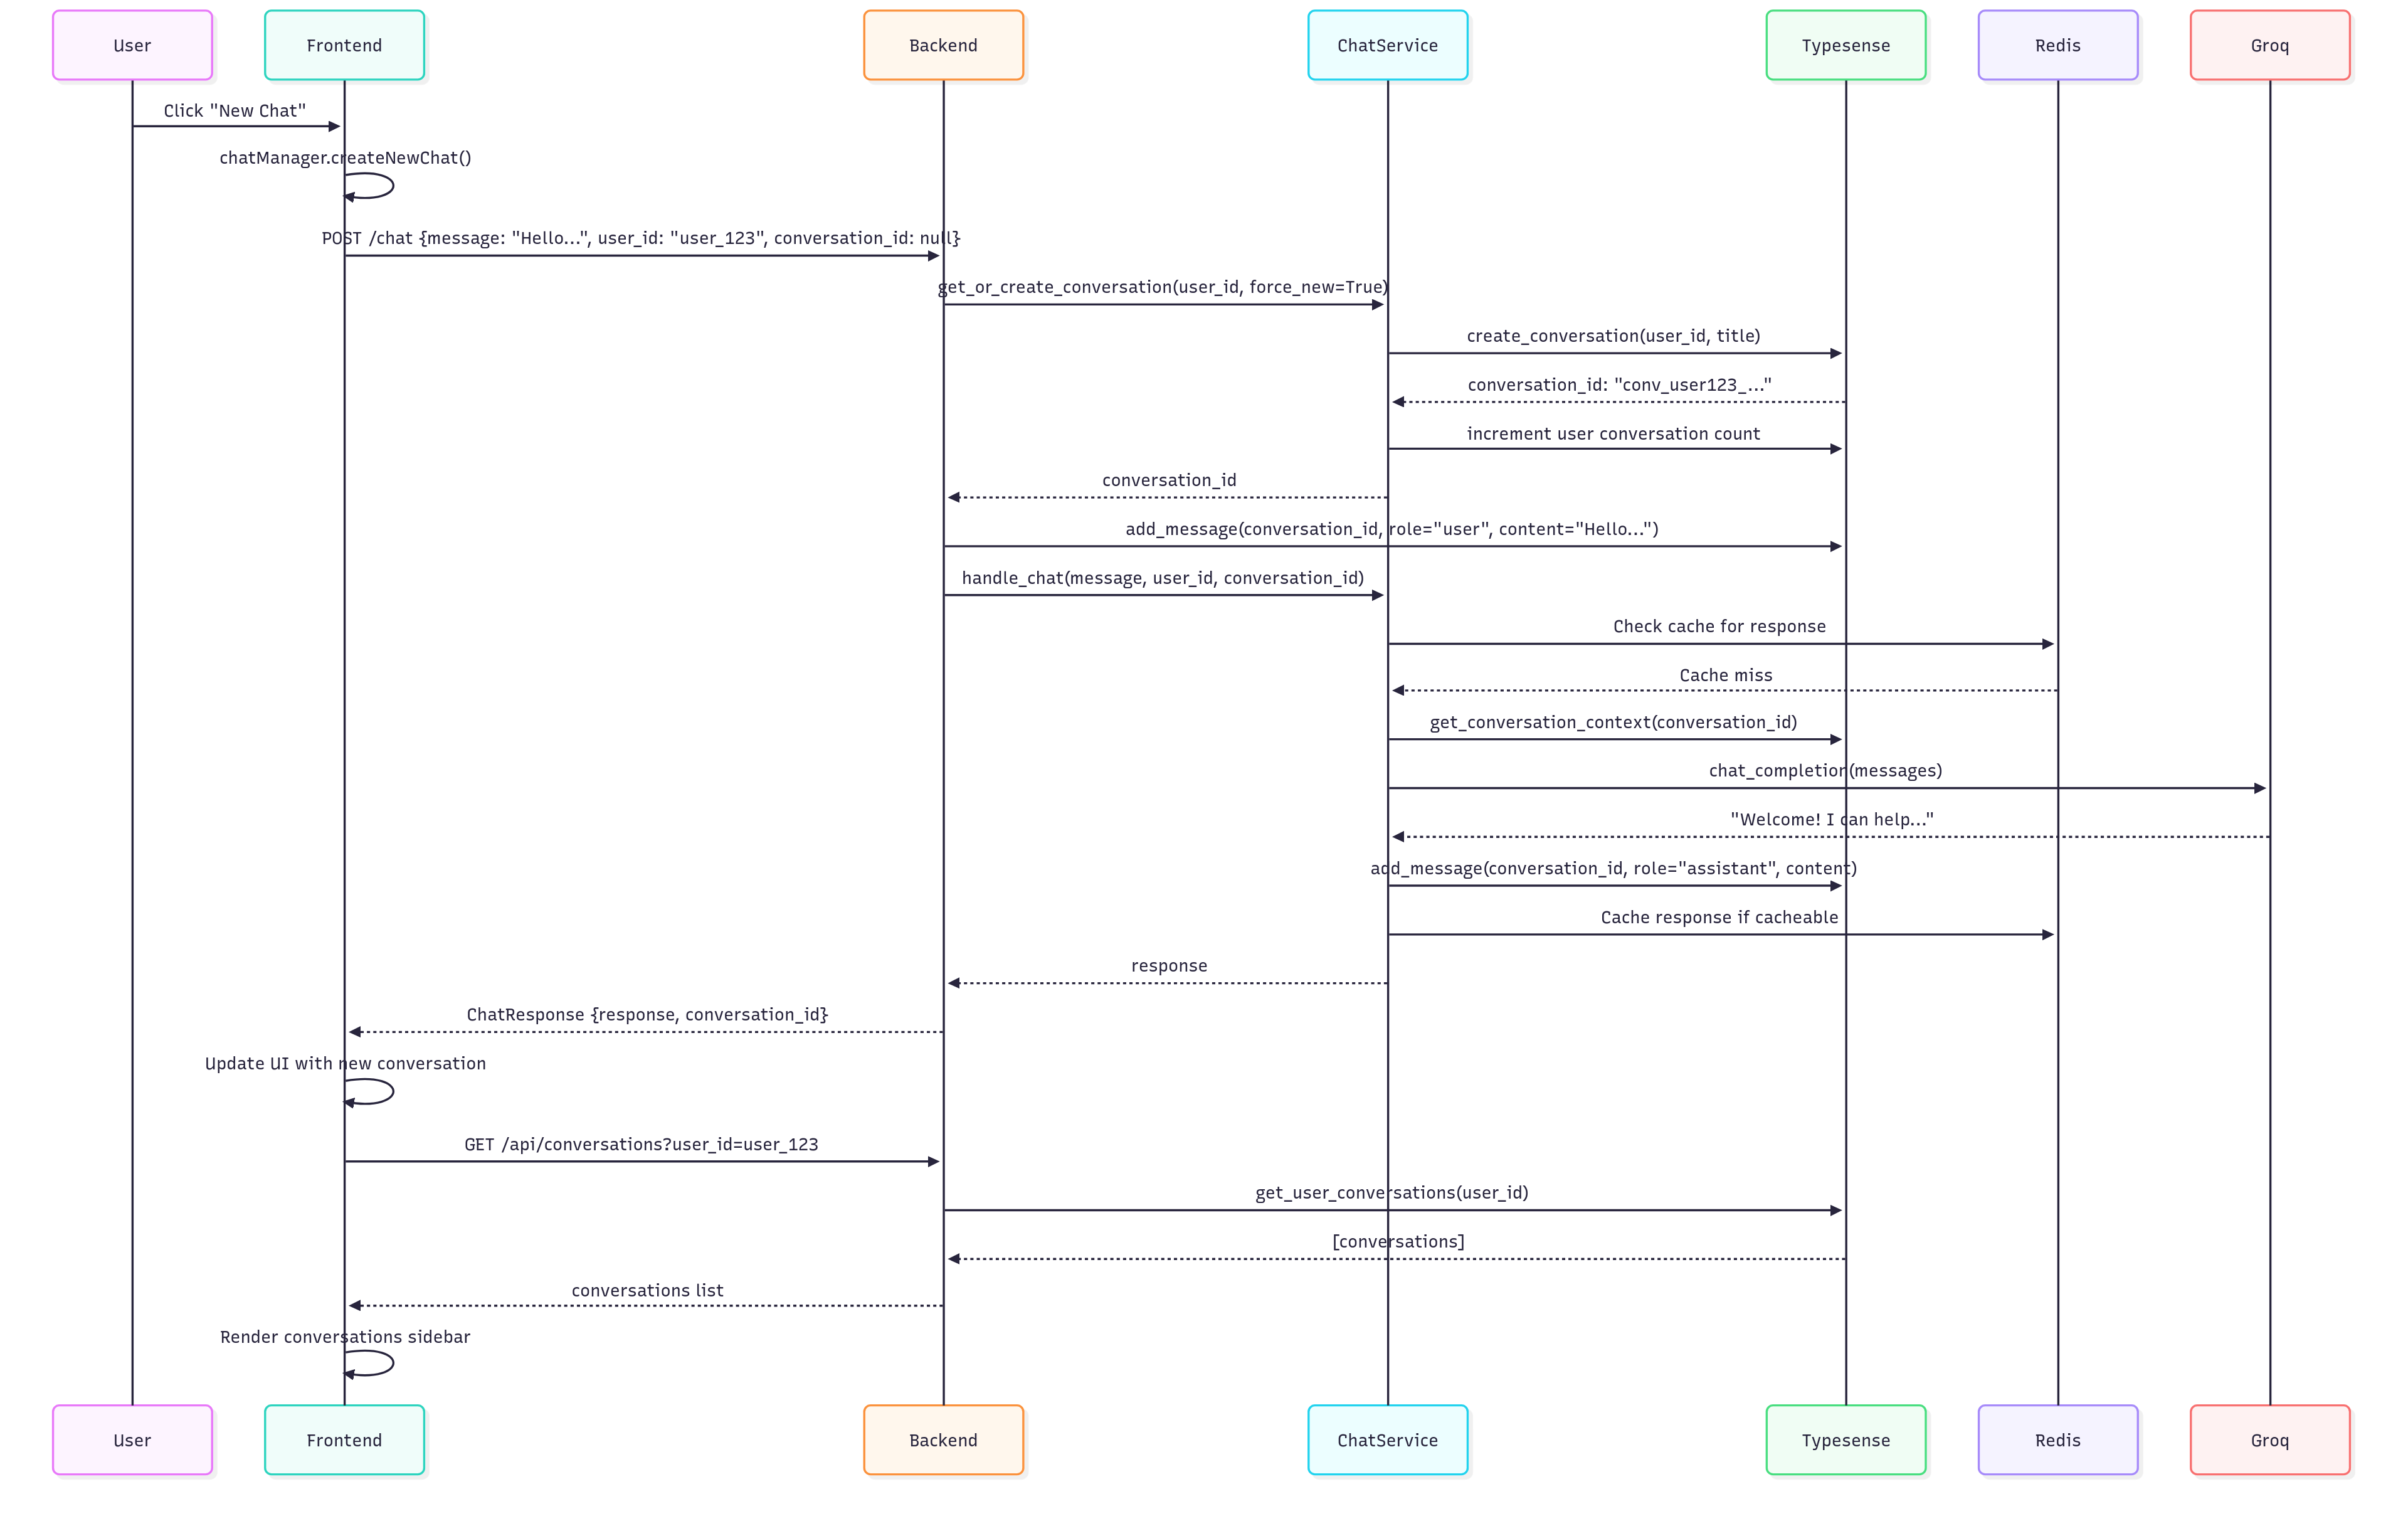 User
Frontend
Backend
ChatService
Typesense
Redis
Groq
Click "New Chat"
chatManager.createNewChat()
POST /chat {message: "Hello...", user_id: "user_123", conversation_id: null}
get_or_create_conversation(user_id, force_new=True)
create_conversation(user_id, title)
conversation_id: "conv_user123_..."
increment user conversation count
conversation_id
add_message(conversation_id, role="user", content="Hello...")
handle_chat(message, user_id, conversation_id)
Check cache for response
Cache miss
get_conversation_context(conversation_id)
chat_completion(messages)
"Welcome! I can help..."
add_message(conversation_id, role="assistant", content)
Cache response if cacheable
response
ChatResponse {response, conversation_id}
Update UI with new conversation
GET /api/conversations?user_id=user_123
get_user_conversations(user_id)
[conversations]
conversations list
Render conversations sidebar
User
Frontend
Backend
ChatService
Typesense
Redis
Groq